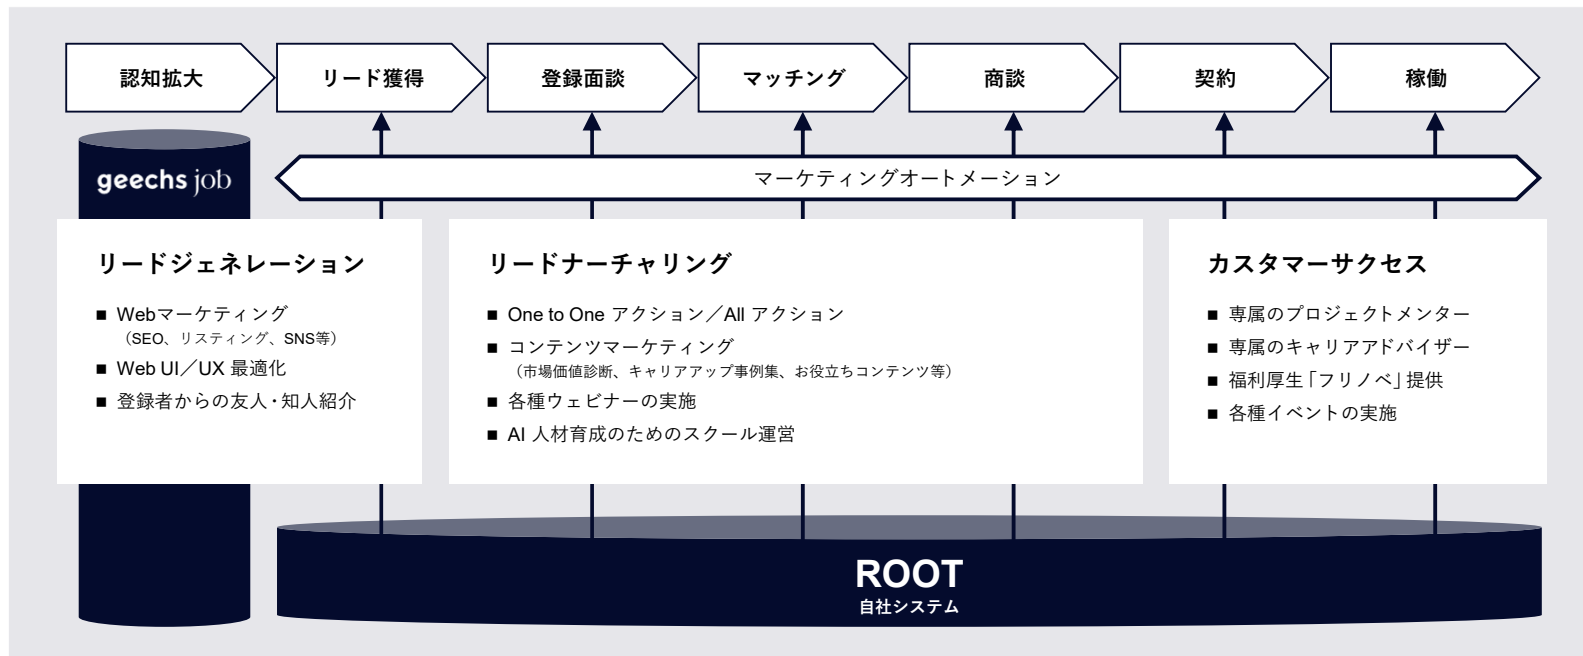 認知拡大
リード獲得
登録面談
マッチング
商談
契約
稼働
geechs job
マーケティングオートメーション
リードジェネレーション
■ Webマーケティング
（SEO、リスティング、SNS等）
■ Web UI／UX 最適化
■ 登録者からの友人・知人紹介
リードナーチャリング
■ One to One アクション／All アクション
■ コンテンツマーケティング
（市場価値診断、キャリアアップ事例集、お役立ちコンテンツ等）
■ 各種ウェビナーの実施
■ AI 人材育成のためのスクール運営
カスタマーサクセス
■ 専属のプロジェクトメンター
■ 専属のキャリアアドバイザー
■ 福利厚生「フリノベ」提供
■ 各種イベントの実施
ROOT
自社システム